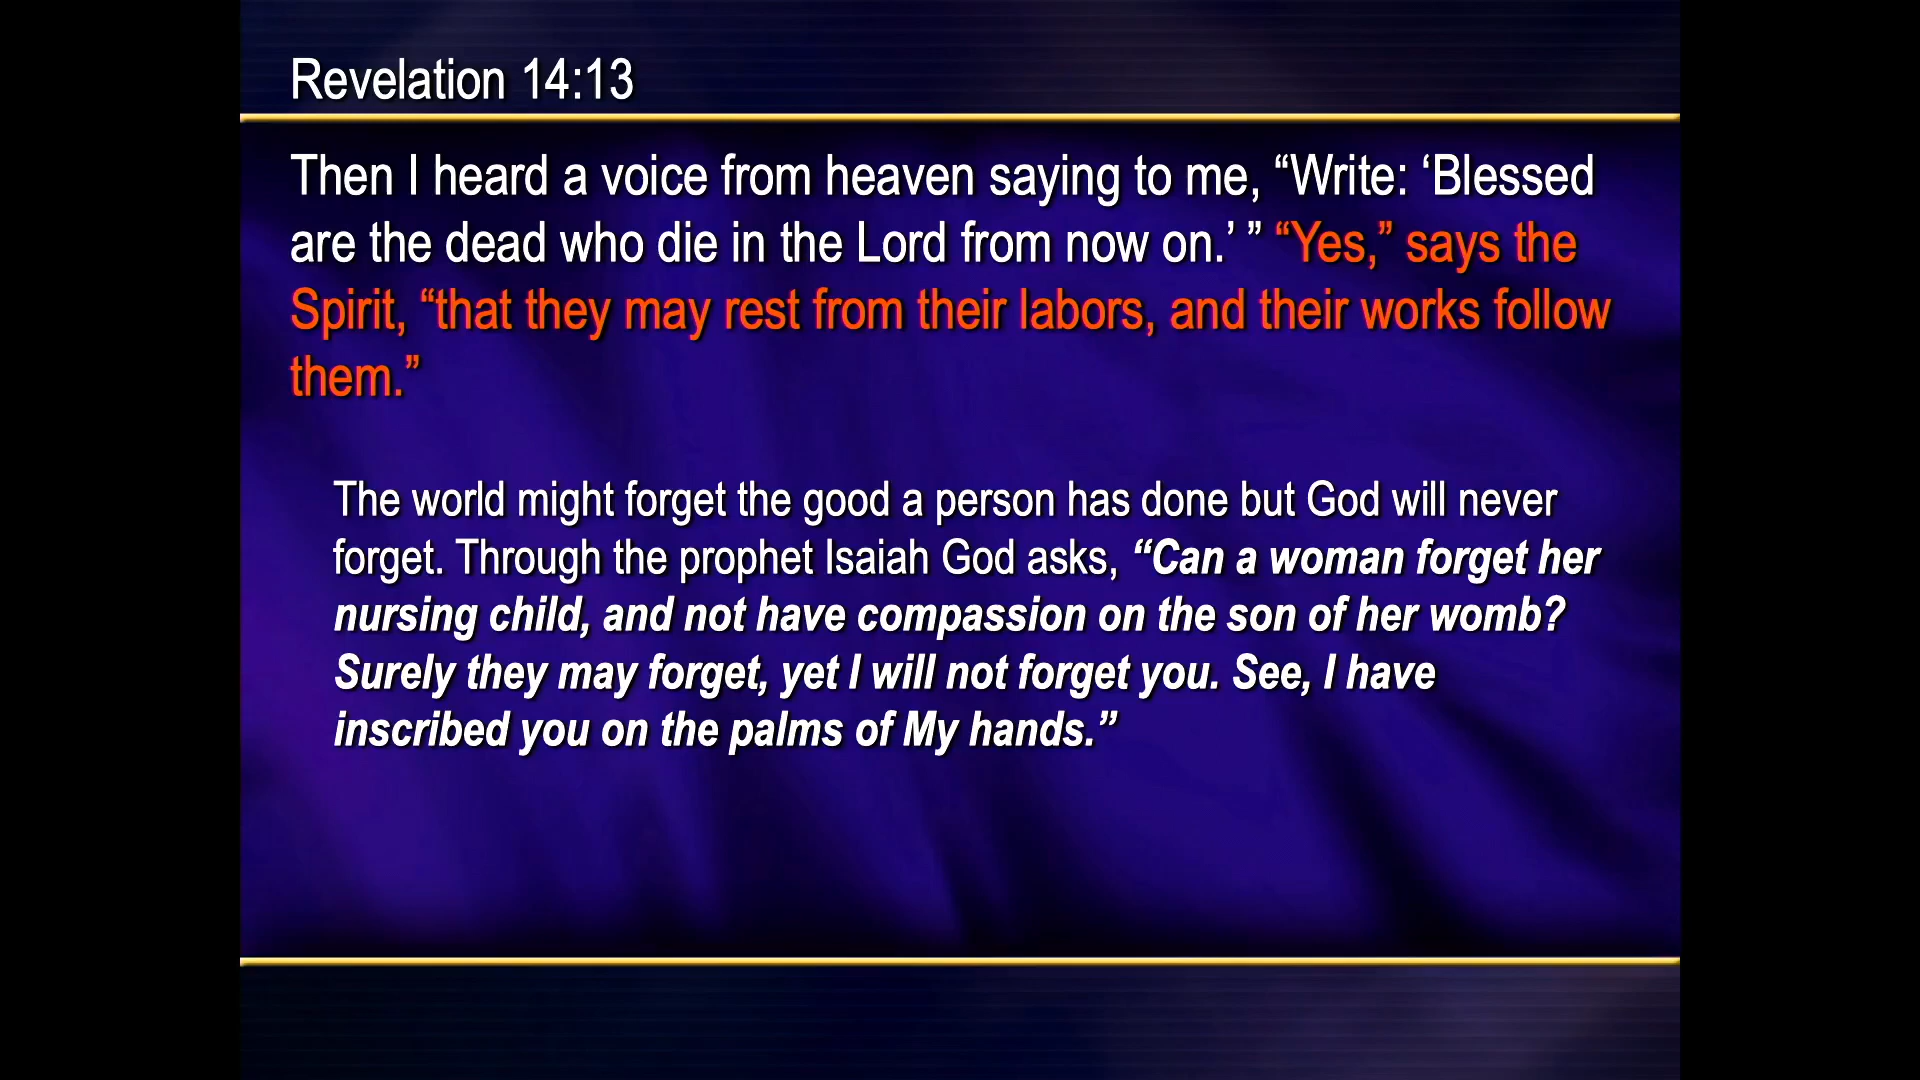 Revelation 14:13
Then I heard a voice from heaven saying to me, “Write: ‘Blessed
are the dead who die in the Lord from now on.’ ” “Yes,” says the
Spirit, “that they may rest from their labors, and their works follow
them.”
The world might forget the good a person has done but God will never
forget. Through the prophet Isaiah God asks, “Can a woman forget her
nursing child, and not have compassion on the son of her womb?
Surely they may forget, yet I will not forget you. See, I have
inscribed you on the palms of My hands.”